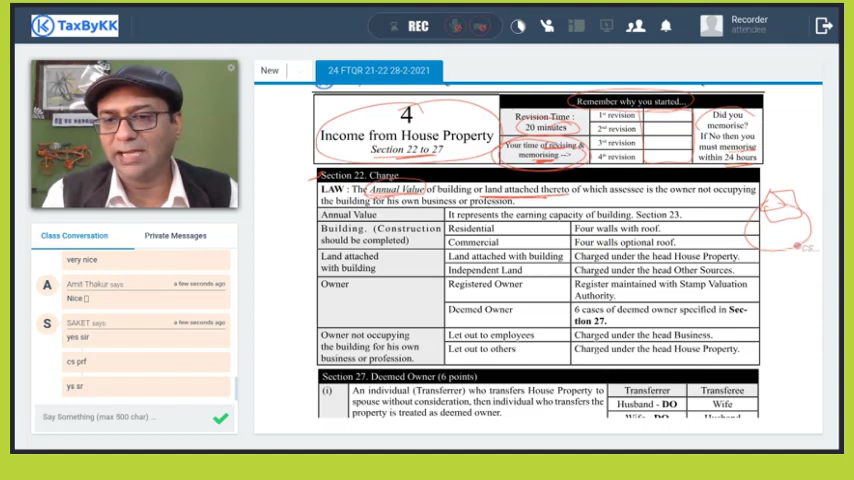 TaxByKK
REC
Recorder
attendee
New
24 FTQR 21-22 28-2-2021
4
Income from House Property
Section 22 to 27
Remember why you started...
Revision Time :
20 minutes
Your time of revising &
memorising -->
1st revision
2nd revision
3rd revision
4th revision
Did you
memorise?
If No then you
must memorise
within 24 hours
Section 22. Charge
LAW : The Annual Value of building or land attached thereto of which assessee is the owner not occupying
the building for his own business or profession.
Annual Value
It represents the earning capacity of building. Section 23.
Building. (Construction
should be completed)
Residential
Four walls with roof.
Commercial
Four walls optional roof.
Land attached
with building
Land attached with building
Charged under the head House Property.
Independent Land
Charged under the head Other Sources.
Owner
Registered Owner
Register maintained with Stamp Valuation
Authority.
Deemed Owner
6 cases of deemed owner specified in Sec-
tion 27.
Owner not occupying
the building for his own
business or profession.
Let out to employees
Charged under the head Business.
Let out to others
Charged under the head House Property.
Section 27. Deemed Owner (6 points)
(i)
An individual (Transferrer) who transfers House Property to
spouse without consideration, then individual who transfers the
property is treated as deemed owner.
Transferrer
Transferee
Husband - DO
Wife
Wife - DO
Husband
Class Conversation
Private Messages
very nice
A
Amit Thakur says:
a few seconds ago
Nice []
S
SAKET says:
a few seconds ago
yes sir
cs prf
ys sr
Say Something (max 500 char) ...